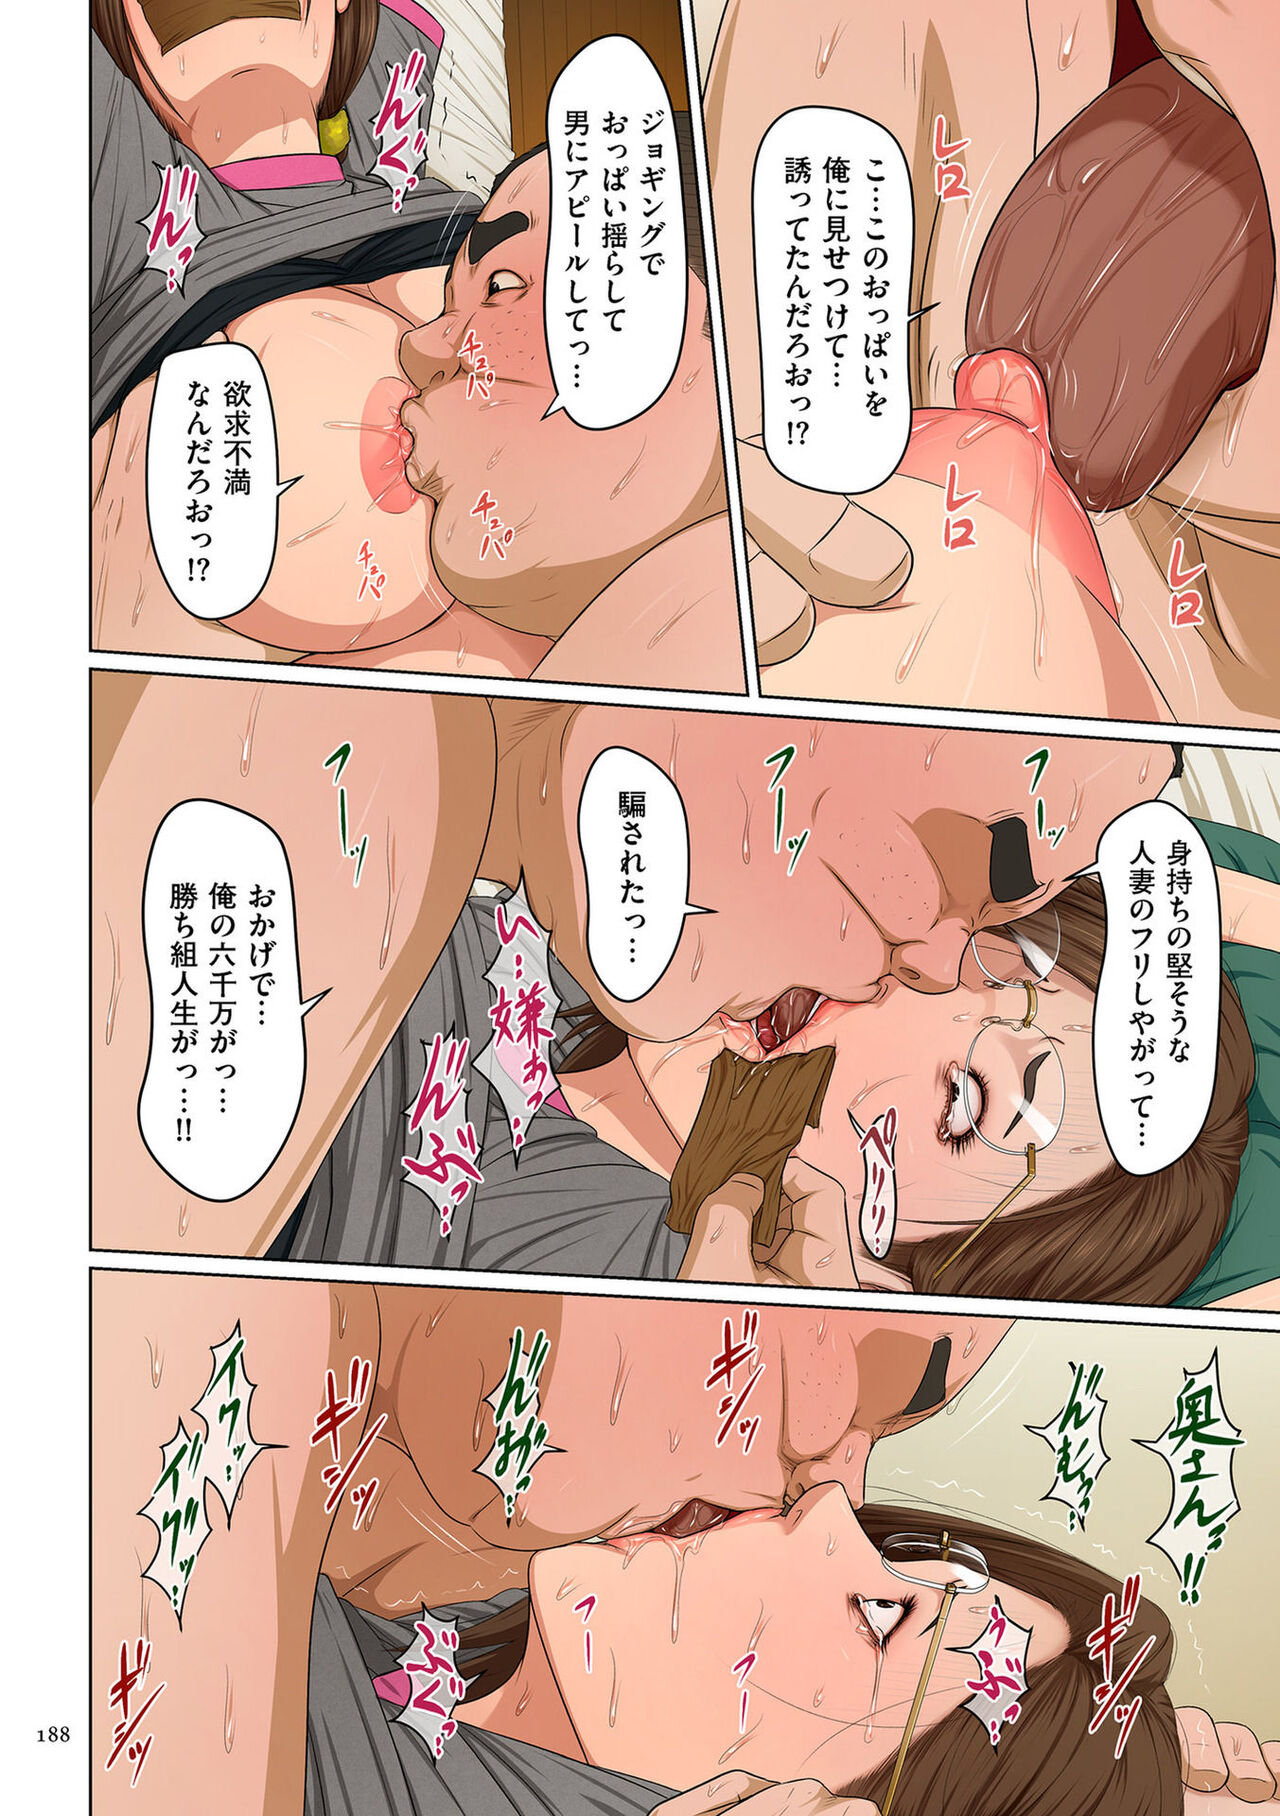 こ…このおっぱいを
俺に見せつけて…
誘ってたんだろおっ!?
レロ
レロ
レロ
ジョギングで
おっぱい揺らして
男にアピールしてっ…
欲求不満
なんだろおっ!?
んぐっ…
んっ…
チュパ
チュパ
チュパ
身持ちの堅そうな
人妻のフリしやがって…
騙されたっ…
おかげで…
俺の六千万がっ…
勝ち組人生がっ…!!
フーッ
フーッ
い…嫌ぁっ…
んぶっ…
ペリリ…
奥さんっ!!
んむっ…
んおっ…
イクッ…
イグッ…
ギシッ
ギシッ
ギシッ
ギシッ
フー
フー
うぶっ…
ぶぐっ…
188